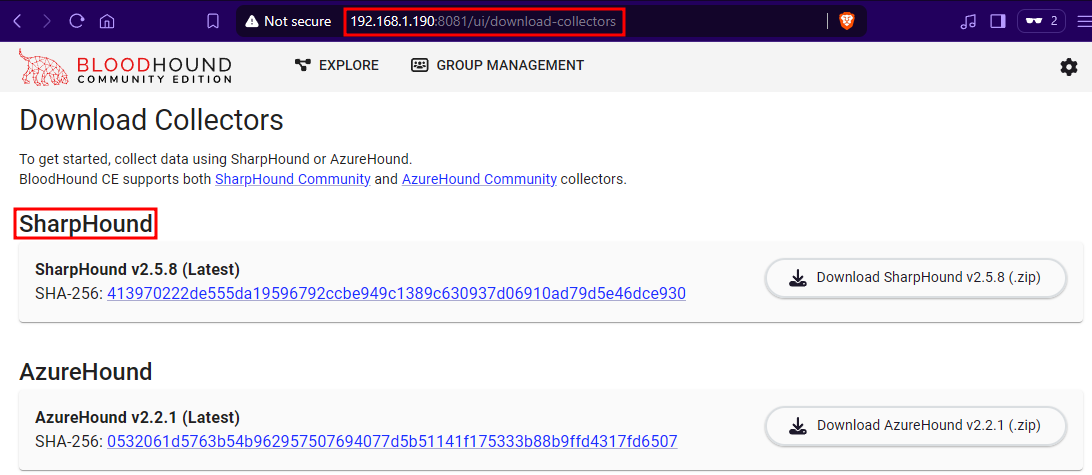 Not secure 192.168.1.190:8081/ui/download-collectors 2
BLOODHOUND
COMMUNITY EDITION
EXPLORE
GROUP MANAGEMENT
Download Collectors
To get started, collect data using SharpHound or AzureHound.
BloodHound CE supports both SharpHound Community and AzureHound Community collectors.
SharpHound
SharpHound v2.5.8 (Latest)
SHA-256: 413970222de555da19596792ccbe949c1389c630937d06910ad79d5e46dce930
Download SharpHound v2.5.8 (.zip)
AzureHound
AzureHound v2.2.1 (Latest)
SHA-256: 0532061d5763b54b962957507694077d5b51141f175333b88b9ffd4317fd6507
Download AzureHound v2.2.1 (.zip)